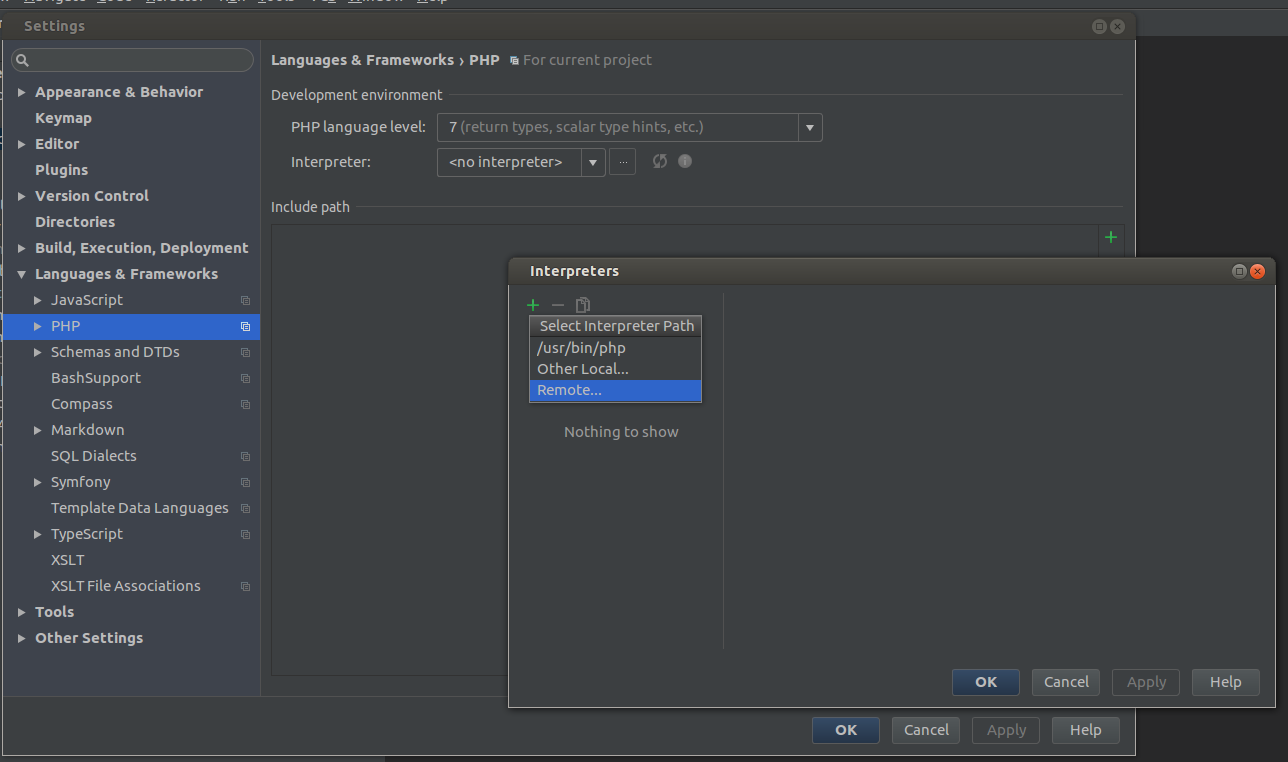 Settings
Languages & Frameworks › PHP For current project
Appearance & Behavior
Keymap
Editor
Plugins
Version Control
Directories
Build, Execution, Deployment
Languages & Frameworks
JavaScript
PHP
Schemas and DTDs
BashSupport
Compass
Markdown
SQL Dialects
Symfony
Template Data Languages
TypeScript
XSLT
XSLT File Associations
Tools
Other Settings
Development environment
PHP language level: 7 (return types, scalar type hints, etc.)
Interpreter: <no interpreter> ...
Include path
Interpreters
Select Interpreter Path
/usr/bin/php
Other Local...
Remote...
Nothing to show
OK Cancel Apply Help
OK Cancel Apply Help